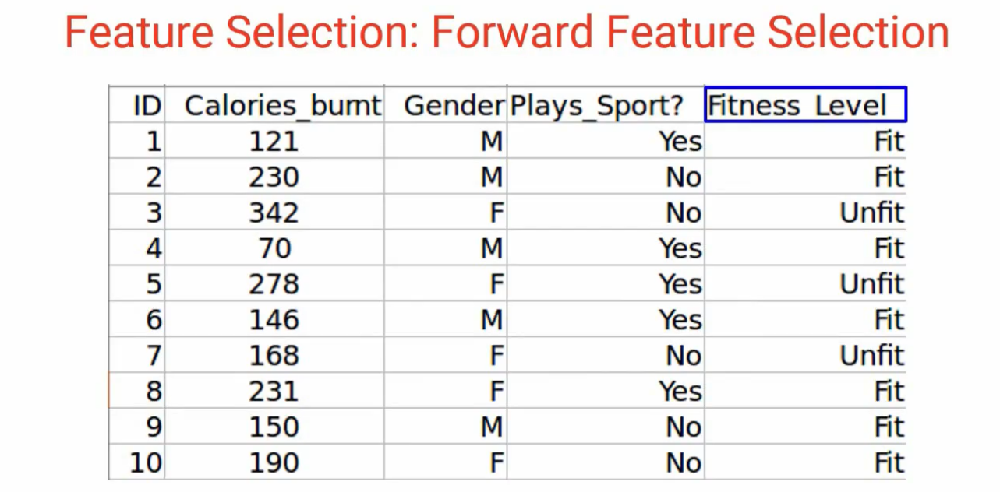 Feature Selection: Forward Feature Selection
ID Calories_bumt Gender Plays_Sport? Fitness Level
1 121 M Yes Fit
2 230 M No Fit
3 342 F No Unfit
4 70 M Yes Fit
5 278 F Yes Unfit
6 146 M Yes Fit
7 168 F No Unfit
8 231 F Yes Fit
9 150 M No Fit
10 190 F No Fit